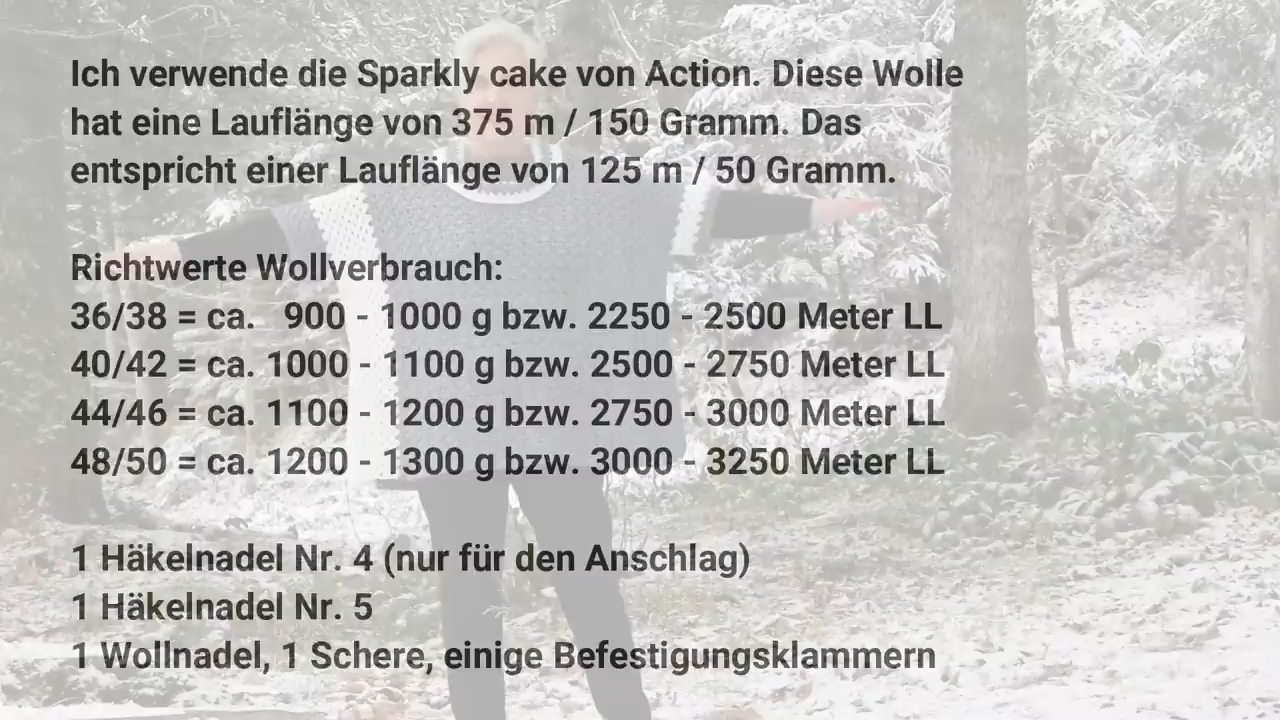 Ich verwende die Sparkly cake von Action. Diese Wolle
hat eine Lauflänge von 375 m / 150 Gramm. Das
entspricht einer Lauflänge von 125 m / 50 Gramm.
Richtwerte Wollverbrauch:
36/38 = ca. 900 - 1000 g bzw. 2250 - 2500 Meter LL
40/42 = ca. 1000 - 1100 g bzw. 2500 - 2750 Meter LL
44/46 = ca. 1100 - 1200 g bzw. 2750 - 3000 Meter LL
48/50 = ca. 1200 - 1300 g bzw. 3000 - 3250 Meter LL
1 Häkelnadel Nr. 4 (nur für den Anschlag)
1 Häkelnadel Nr. 5
1 Wollnadel, 1 Schere, einige Befestigungsklammern